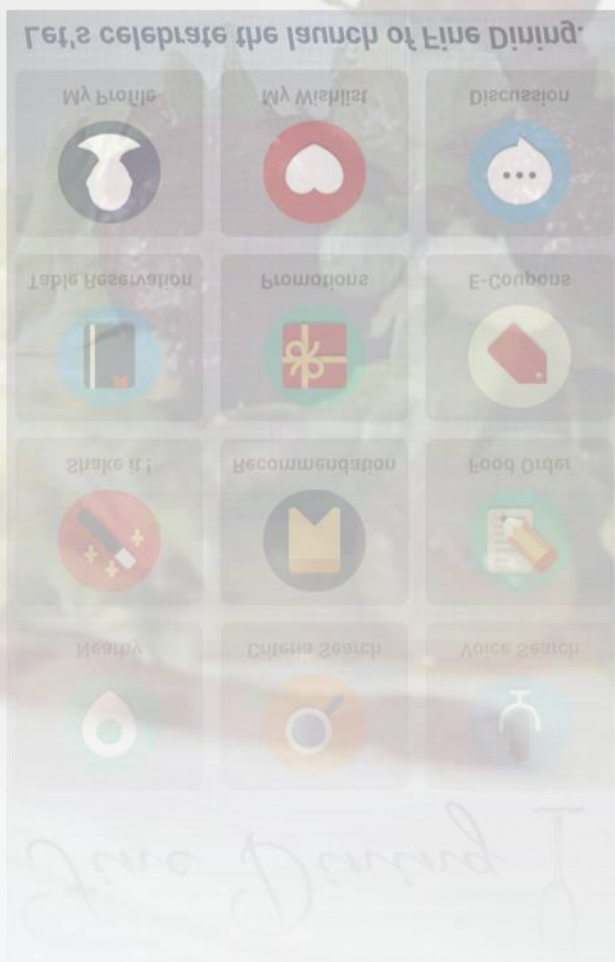 Fine Dining
Nearby
Criteria Search
Voice Search
Shake it !
Recommendation
Food Order
Table Reservation
Promotions
E-Coupons
My Profile
My Wishlist
Discussion
Let's celebrate the launch of Fine Dining.